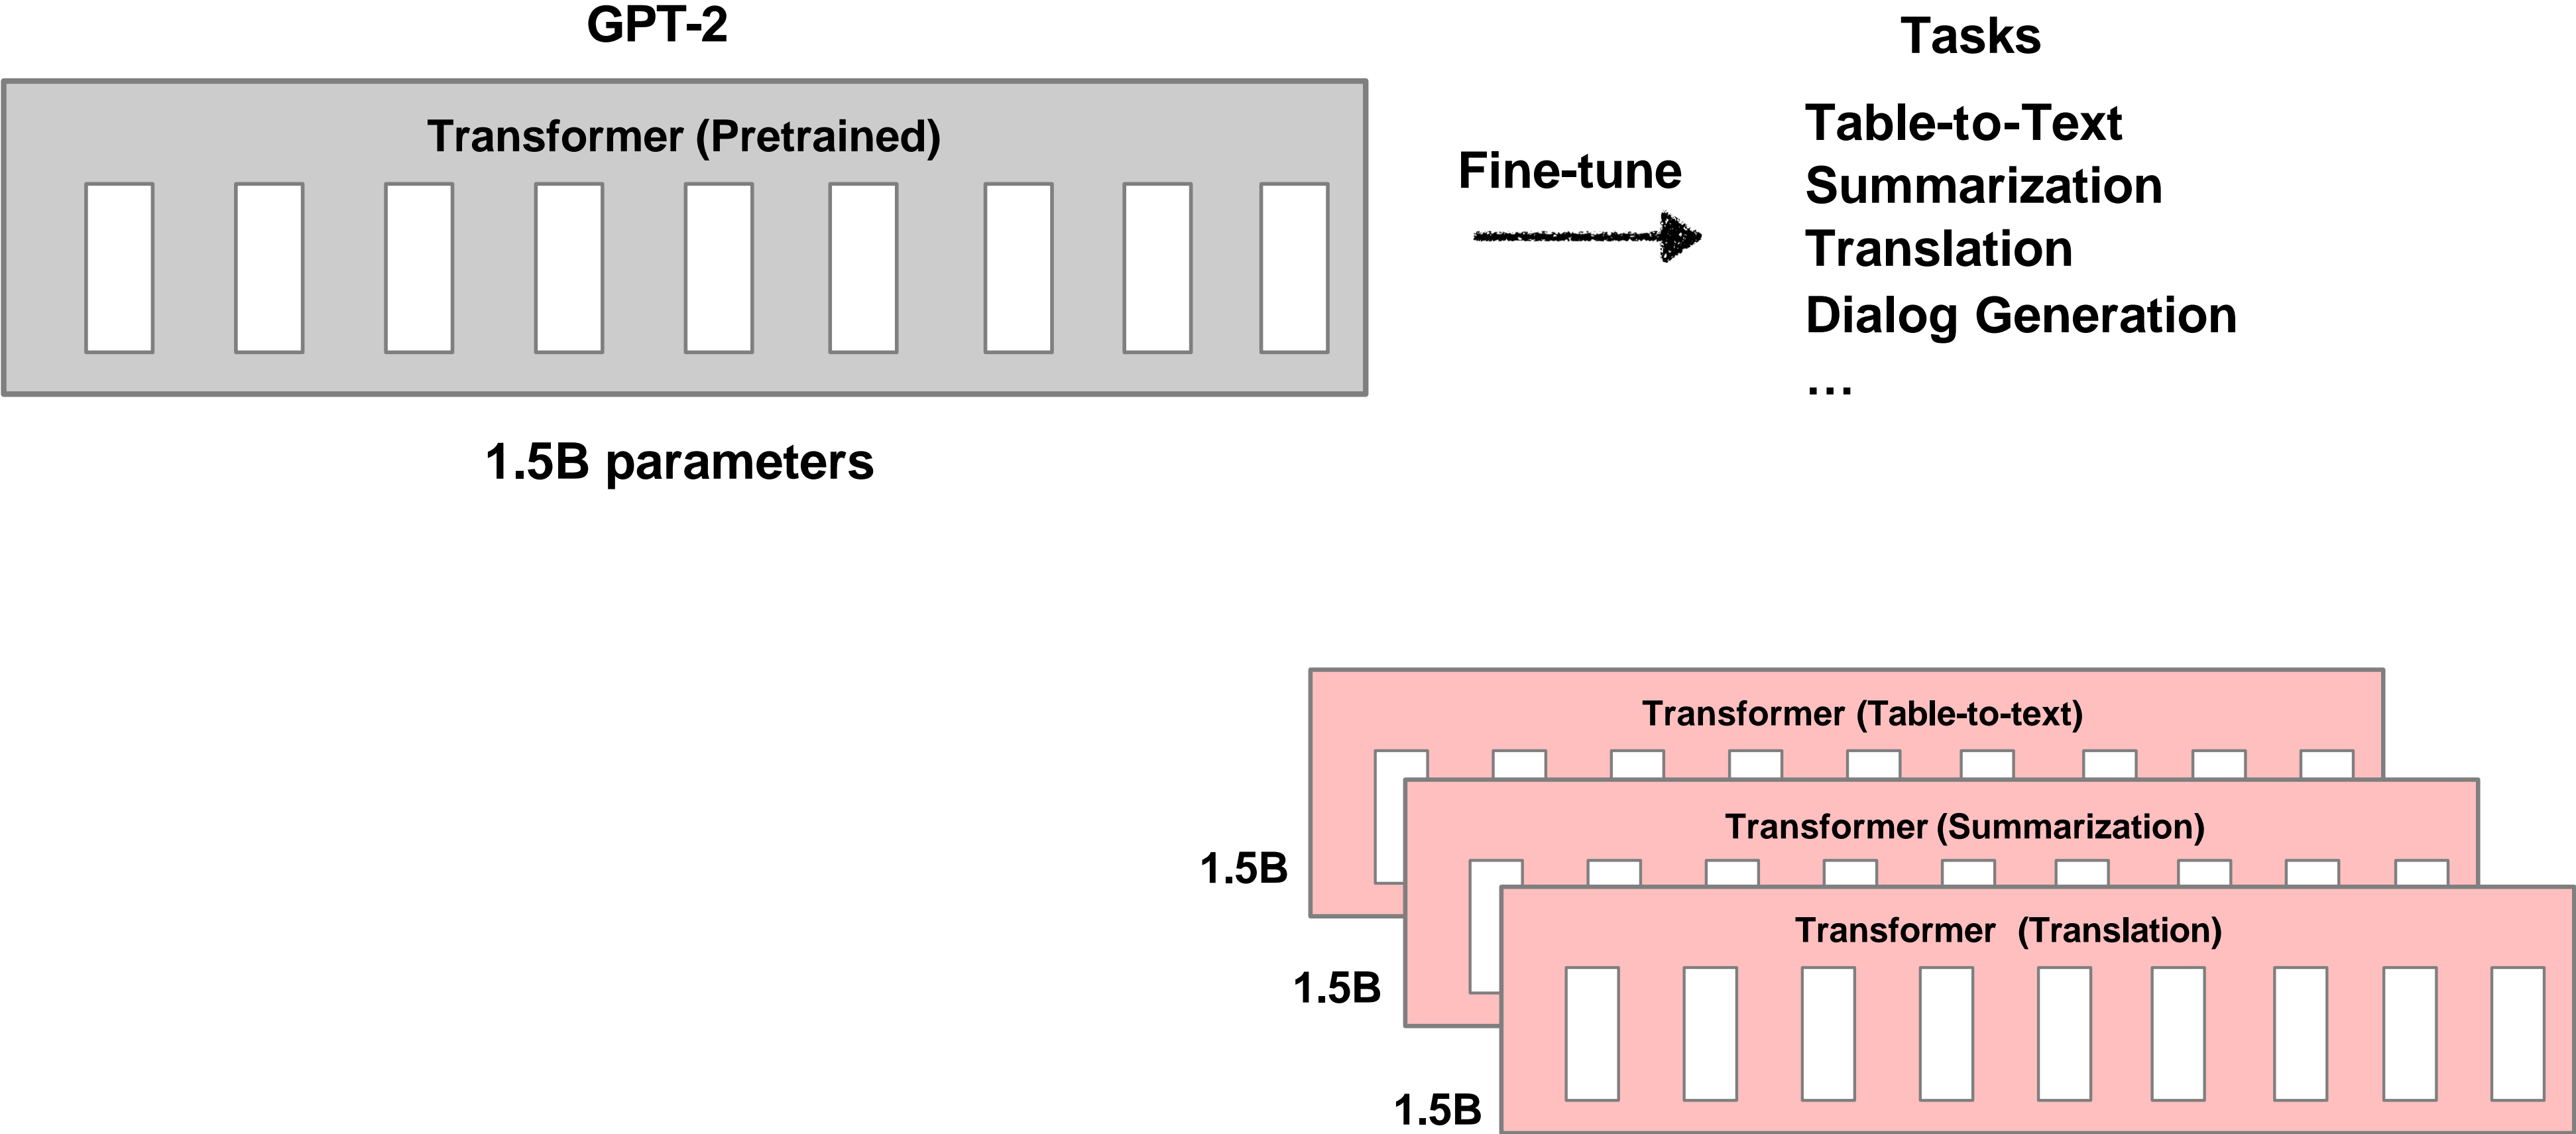 GPT-2
Transformer (Pretrained)
1.5B parameters
Fine-tune
Tasks
Table-to-Text
Summarization
Translation
Dialog Generation
…
Transformer (Table-to-text)
1.5B
Transformer (Summarization)
1.5B
Transformer (Translation)
1.5B